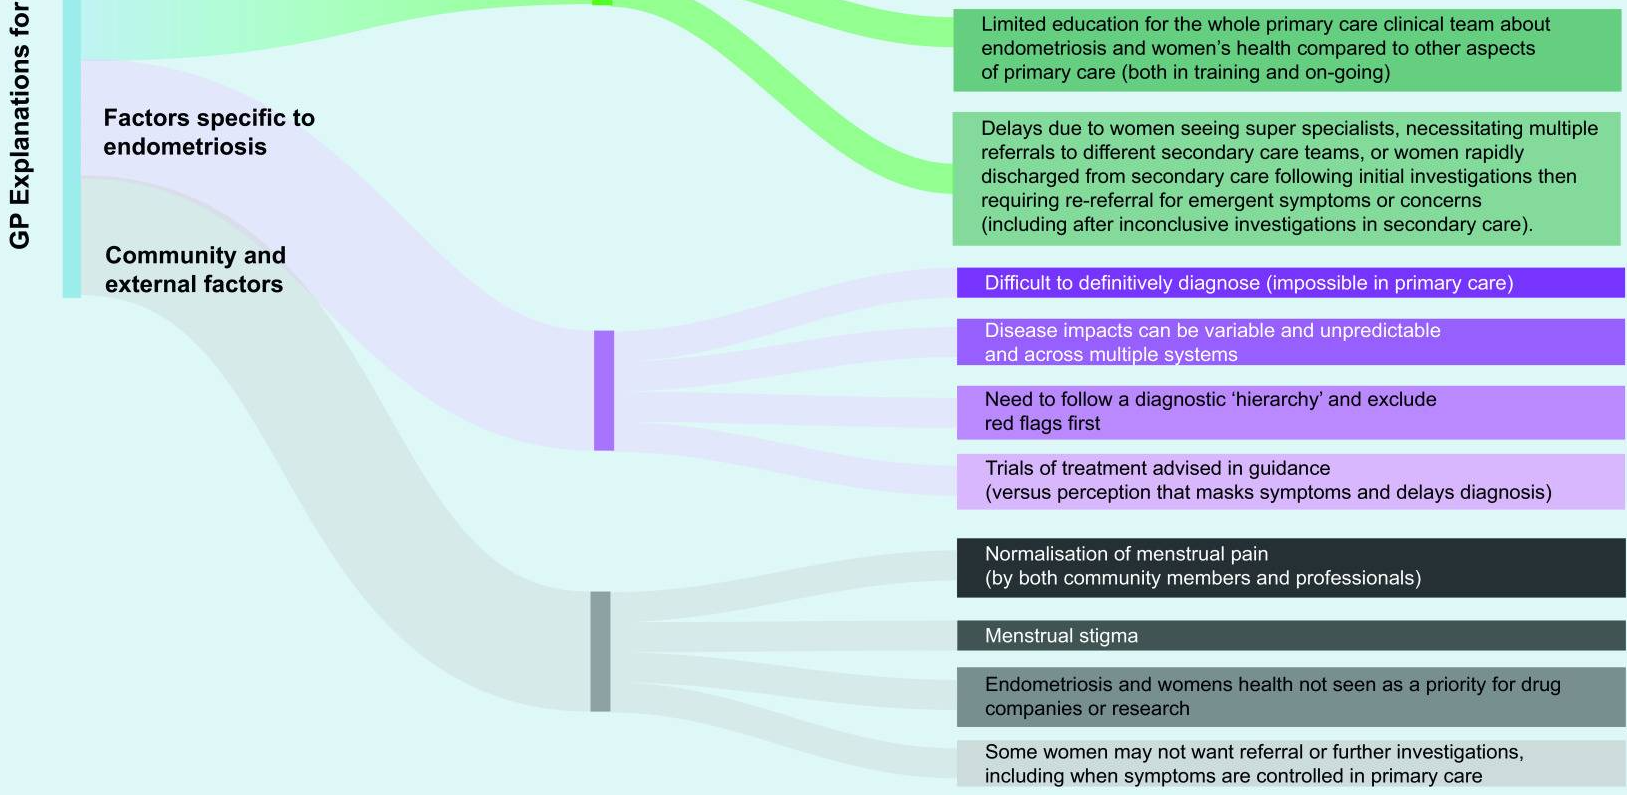 GP Explanations for
Limited education for the whole primary care clinical team about
endometriosis and women’s health compared to other aspects
of primary care (both in training and on-going)
Delays due to women seeing super specialists, necessitating multiple
referrals to different secondary care teams, or women rapidly
discharged from secondary care following initial investigations then
requiring re-referral for emergent symptoms or concerns
(including after inconclusive investigations in secondary care).
Factors specific to
endometriosis
Difficult to definitively diagnose (impossible in primary care)
Disease impacts can be variable and unpredictable
and across multiple systems
Need to follow a diagnostic ‘hierarchy’ and exclude
red flags first
Trials of treatment advised in guidance
(versus perception that masks symptoms and delays diagnosis)
Community and
external factors
Normalisation of menstrual pain
(by both community members and professionals)
Menstrual stigma
Endometriosis and womens health not seen as a priority for drug
companies or research
Some women may not want referral or further investigations,
including when symptoms are controlled in primary care